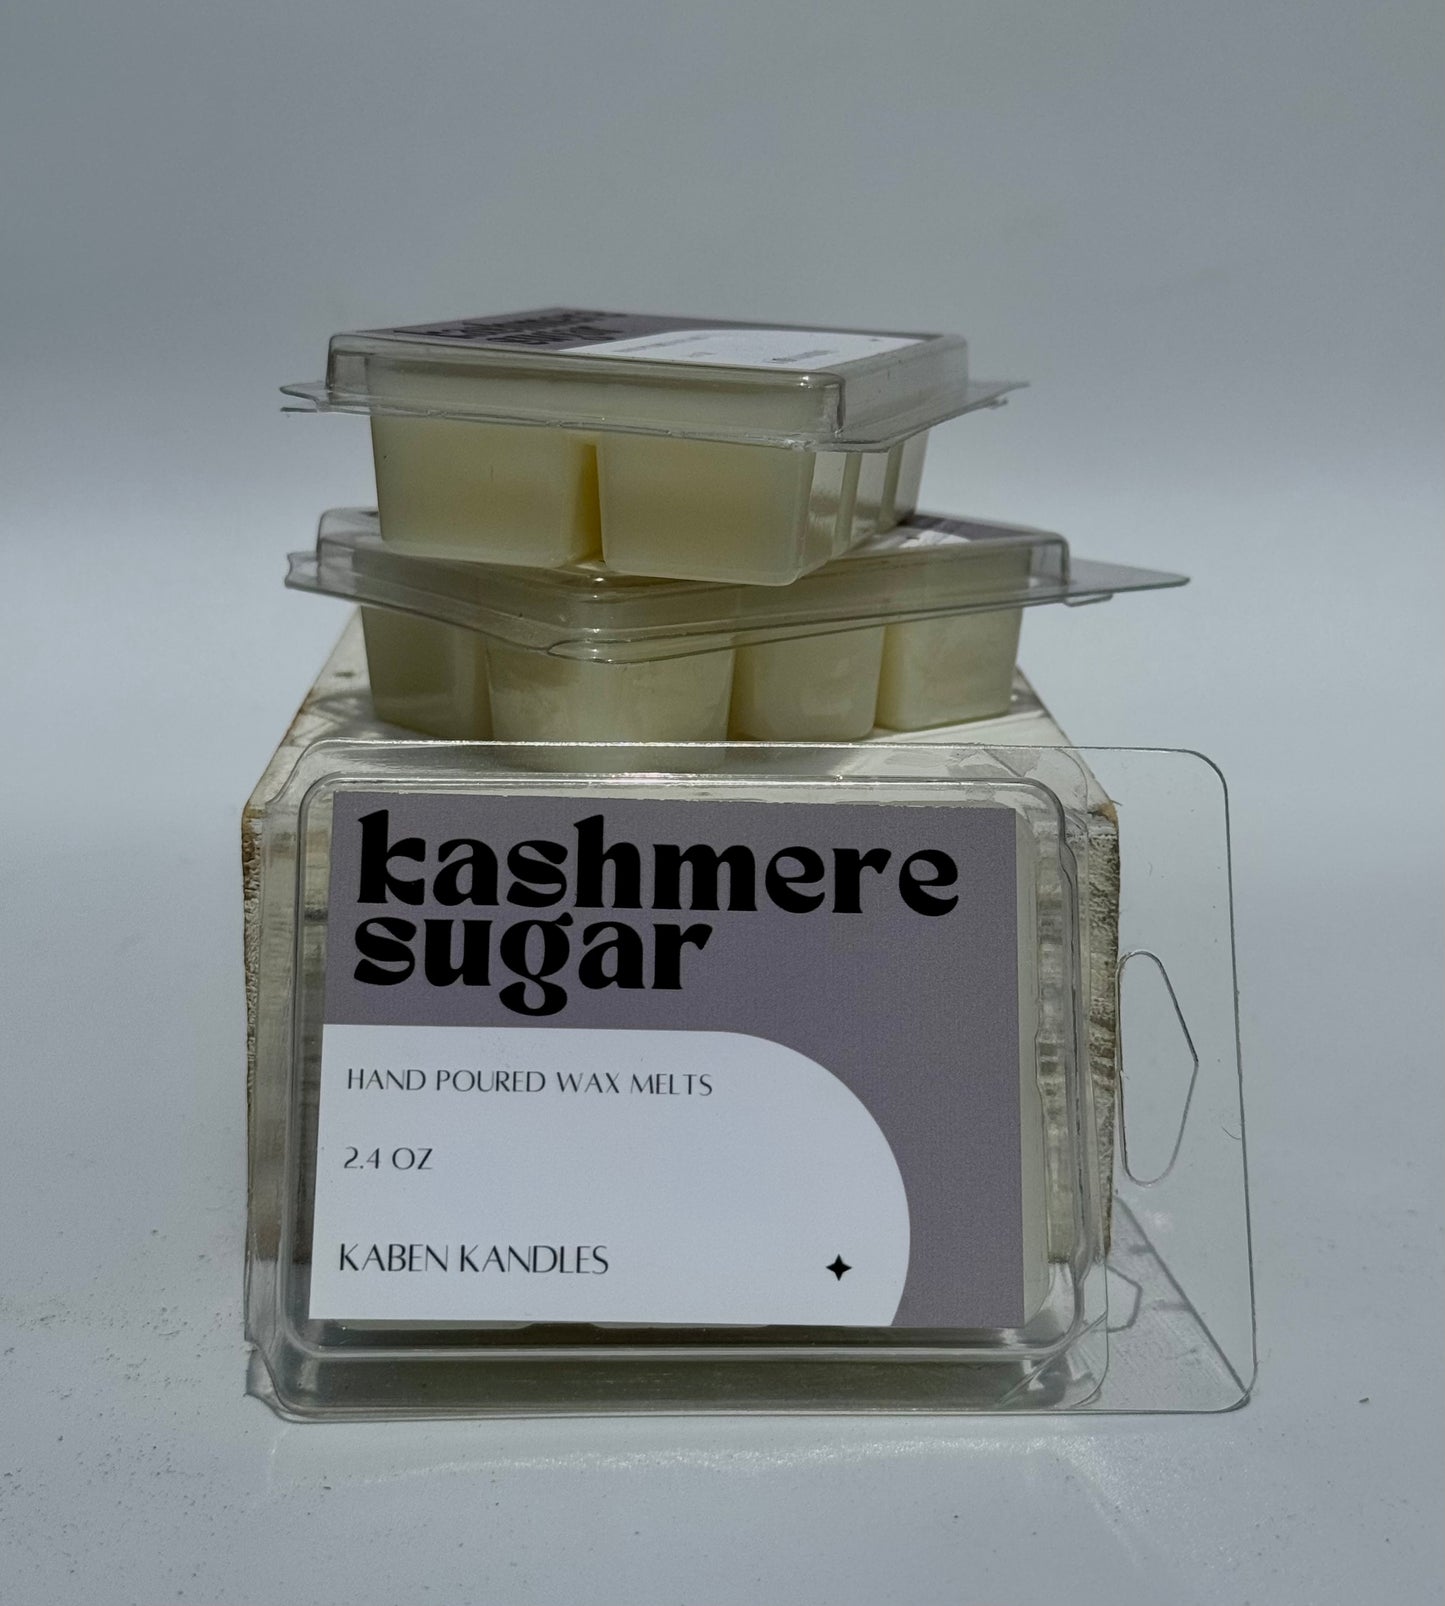 kashmere
sugar
HAND POURED WAX MELTS
2.4 OZ
KABEN KANDLES